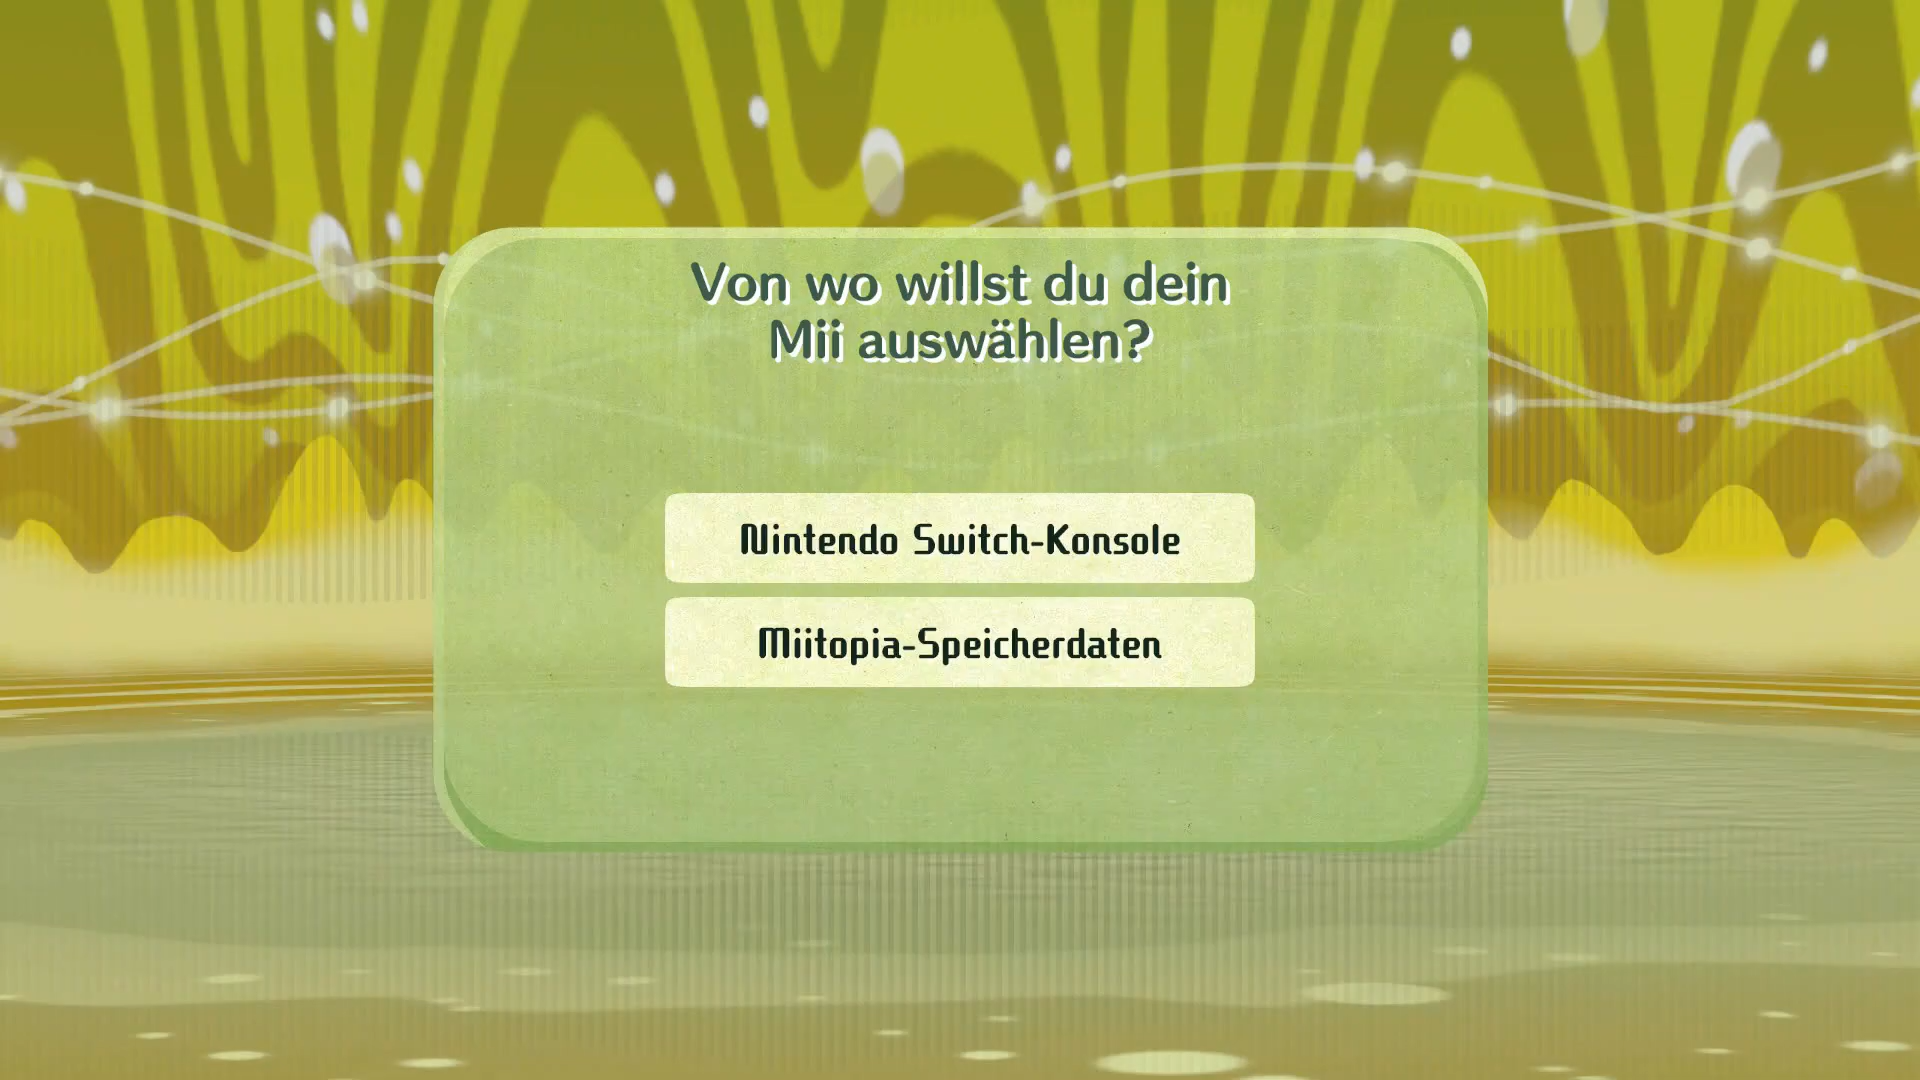 Von wo willst du dein
Mii auswählen?
Nintendo Switch-Konsole
Miitopia-Speicherdaten